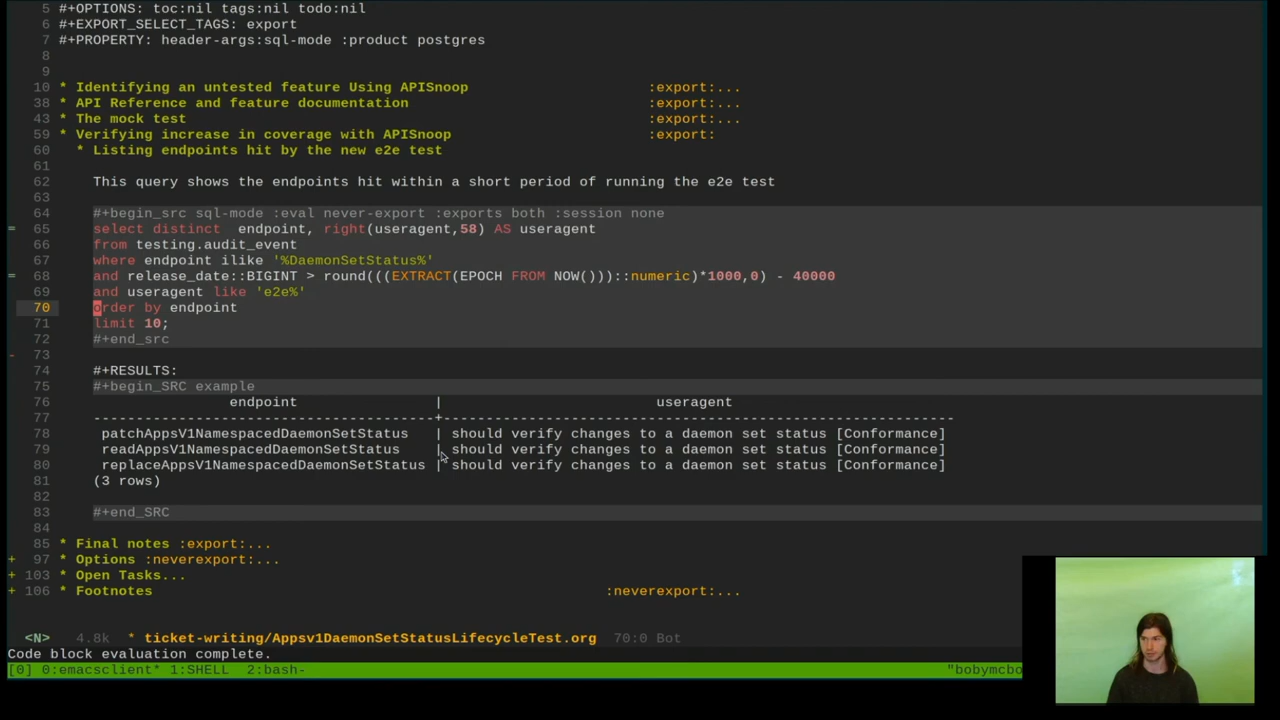 5 #+OPTIONS: toc:nil tags:nil todo:nil
6 #+EXPORT_SELECT_TAGS: export
7 #+PROPERTY: header-args:sql-mode :product postgres
8
9
10 * Identifying an untested feature Using APISnoop :export:...
38 * API Reference and feature documentation :export:...
43 * The mock test :export:...
59 * Verifying increase in coverage with APISnoop :export:
60 * Listing endpoints hit by the new e2e test
61
62 This query shows the endpoints hit within a short period of running the e2e test
63
64 #+begin_src sql-mode :eval never-export :exports both :session none
= 65 select distinct  endpoint, right(useragent,58) AS useragent
66 from testing.audit_event
67 where endpoint ilike '%DaemonSetStatus%'
= 68 and release_date::BIGINT > round(((EXTRACT(EPOCH FROM NOW()))::numeric)*1000,0) - 40000
69 and useragent like 'e2e%'
70 order by endpoint
71 limit 10;
72 #+end_src
- 73
74 #+RESULTS:
75 #+begin_SRC example
76 endpoint | useragent
77 ----------------------------------------+------------------------------------------------------------
78 patchAppsV1NamespacedDaemonSetStatus | should verify changes to a daemon set status [Conformance]
79 readAppsV1NamespacedDaemonSetStatus | should verify changes to a daemon set status [Conformance]
80 replaceAppsV1NamespacedDaemonSetStatus | should verify changes to a daemon set status [Conformance]
81 (3 rows)
82
83 #+end_SRC
84
85 * Final notes :export:...
+ 97 * Options :neverexport:...
+ 103 * Open Tasks...
+ 106 * Footnotes :neverexport:...
<N> 4.8k * ticket-writing/Appsv1DaemonSetStatusLifecycleTest.org 70:0 Bot
Code block evaluation complete.
[0] 0:emacsclient* 1:SHELL 2:bash- "bobymcbo